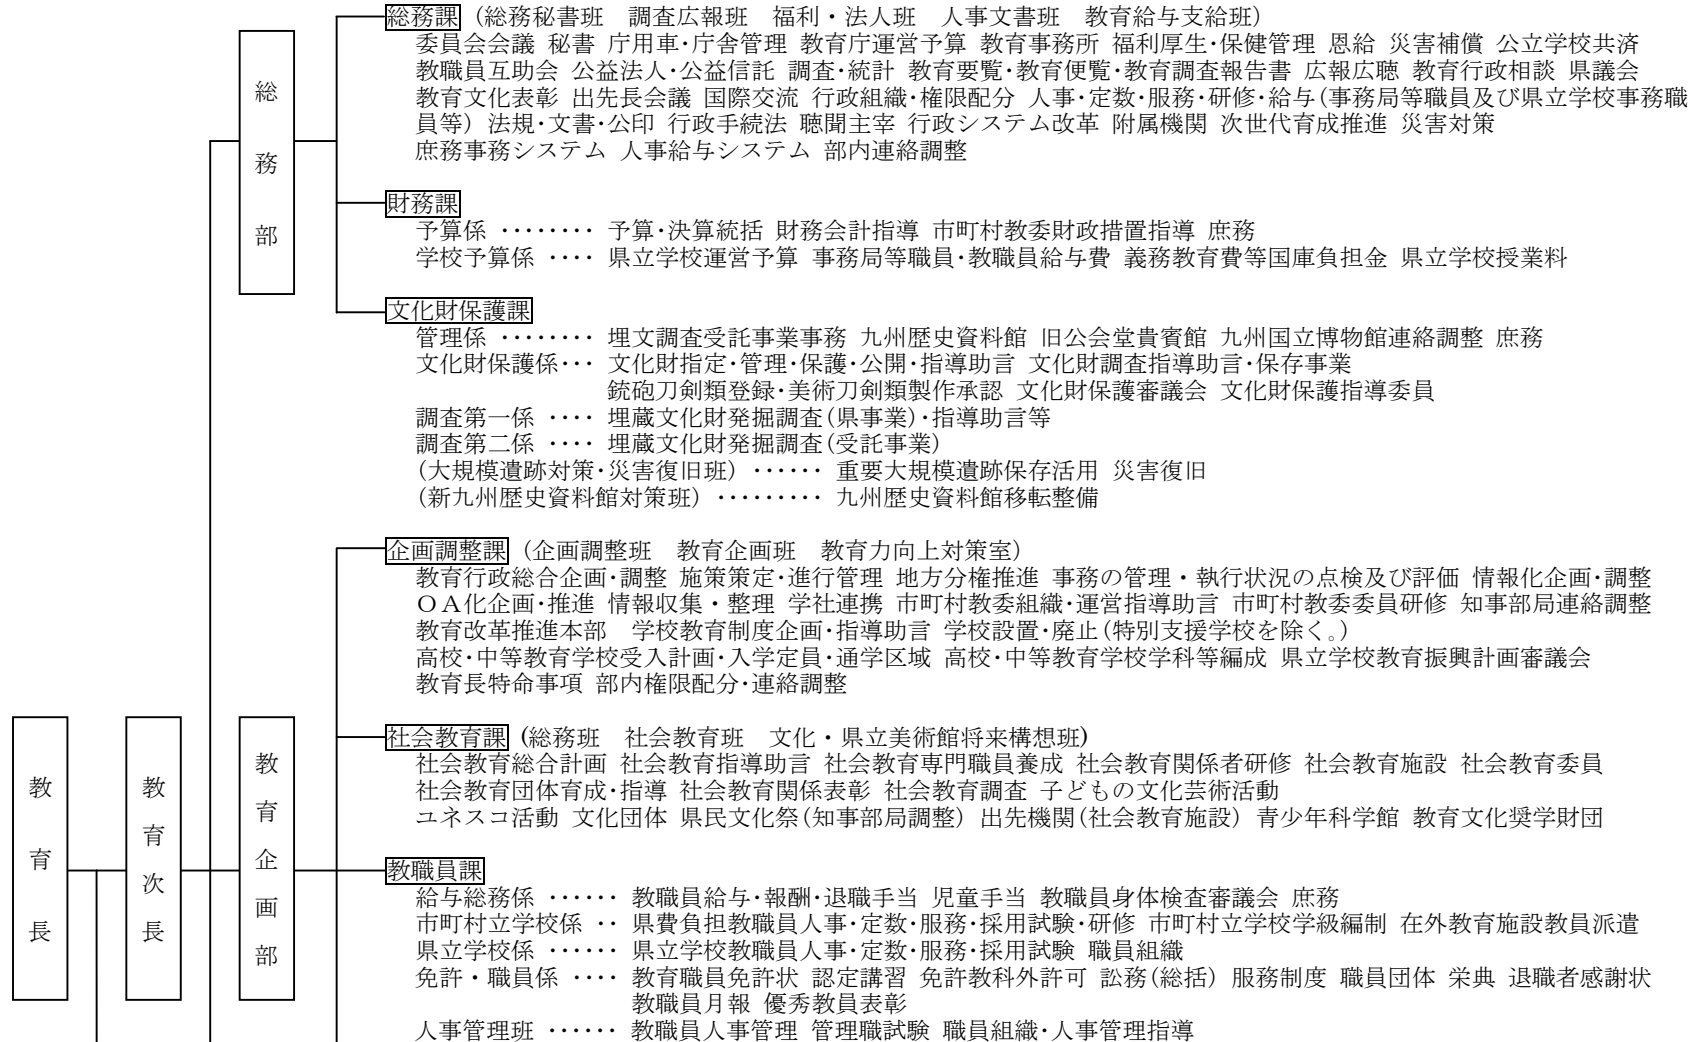 総務課 (総務秘書班　調査広報班　福利・法人班　人事文書班　教育給与支給班)
委員会会議 秘書 庁用車・庁舎管理 教育庁運営予算 教育事務所 福利厚生・保健管理 恩給 災害補償 公立学校共済
教職員互助会 公益法人・公益信託 調査・統計 教育要覧・教育便覧・教育調査報告書 広報広聴 教育行政相談 県議会
教育文化表彰 出先長会議 国際交流 行政組織・権限配分 人事・定数・服務・研修・給与(事務局等職員及び県立学校事務職
員等) 法規・文書・公印 行政手続法 聴聞主宰 行政システム改革 附属機関 次世代育成推進 災害対策
庶務事務システム 人事給与システム 部内連絡調整
総務部
財務課
予算係 ‥‥‥‥ 予算・決算統括 財務会計指導 市町村教委財政措置指導 庶務
学校予算係 ‥‥ 県立学校運営予算 事務局等職員・教職員給与費 義務教育費等国庫負担金 県立学校授業料
文化財保護課
管理係 ‥‥‥‥ 埋文調査受託事業事務 九州歴史資料館 旧公会堂貴賓館 九州国立博物館連絡調整 庶務
文化財保護係‥・ 文化財指定・管理・保護・公開・指導助言 文化財調査指導助言・保存事業
銃砲刀剣類登録・美術刀剣類製作承認 文化財保護審議会 文化財保護指導委員
調査第一係 ‥‥ 埋蔵文化財発掘調査(県事業)・指導助言等
調査第二係 ‥‥ 埋蔵文化財発掘調査(受託事業)
(大規模遺跡対策・災害復旧班) ‥‥‥ 重要大規模遺跡保存活用 災害復旧
(新九州歴史資料館対策班) ‥‥‥‥・ 九州歴史資料館移転整備
企画調整課 (企画調整班　教育企画班　教育力向上対策室)
教育行政総合企画・調整 施策策定・進行管理 地方分権推進 事務の管理・執行状況の点検及び評価 情報化企画・調整
ＯＡ化企画・推進 情報収集・整理 学社連携 市町村教委組織・運営指導助言 市町村教委委員研修 知事部局連絡調整
教育改革推進本部　学校教育制度企画・指導助言 学校設置・廃止(特別支援学校を除く。)
高校・中等教育学校受入計画・入学定員・通学区域 高校・中等教育学校学科等編成 県立学校教育振興計画審議会
教育長特命事項 部内権限配分・連絡調整
教育長
教育次長
教育企画部
社会教育課 (総務班　社会教育班　文化・県立美術館将来構想班)
社会教育総合計画 社会教育指導助言 社会教育専門職員養成 社会教育関係者研修 社会教育施設 社会教育委員
社会教育団体育成・指導 社会教育関係表彰 社会教育調査 子どもの文化芸術活動
ユネスコ活動 文化団体 県民文化祭(知事部局調整) 出先機関(社会教育施設) 青少年科学館 教育文化奨学財団
教職員課
給与総務係 ‥‥‥ 教職員給与・報酬・退職手当 児童手当 教職員身体検査審議会 庶務
市町村立学校係 ‥ 県費負担教職員人事・定数・服務・採用試験・研修 市町村立学校学級編制 在外教育施設教員派遣
県立学校係 ‥‥‥ 県立学校教職員人事・定数・服務・採用試験 職員組織
免許・職員係 ‥‥ 教育職員免許状 認定講習 免許教科外許可 訟務(総括) 服務制度 職員団体 栄典 退職者感謝状
教職員月報 優秀教員表彰
人事管理班 ‥‥‥ 教職員人事管理 管理職試験 職員組織・人事管理指導